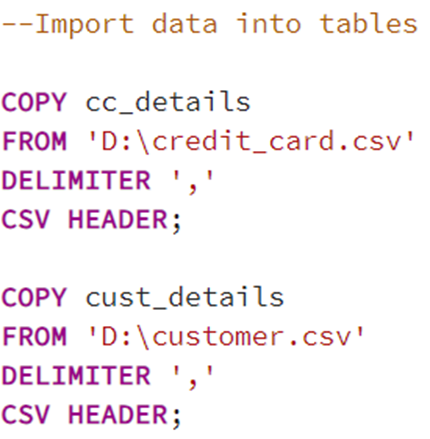 --Import data into tables
COPY cc_details
FROM 'D:\credit_card.csv'
DELIMITER ','
CSV HEADER;
COPY cust_details
FROM 'D:\customer.csv'
DELIMITER ','
CSV HEADER;